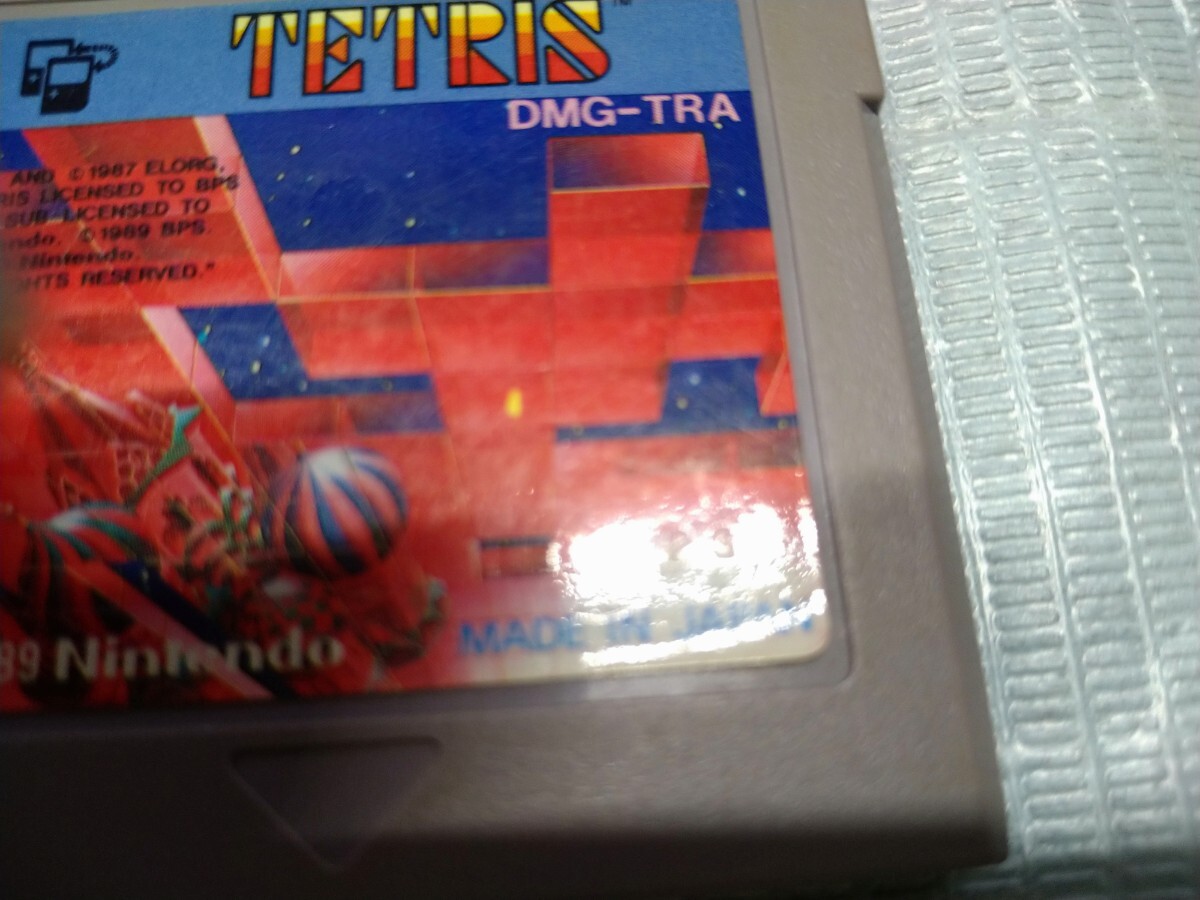 TETRIS™
DMG-TRA
AND ©1987 ELORG,
RIS LICENSED TO BPS
SUB-LICENSED TO
ndo. ©1989 BPS.
Nintendo.
HTS RESERVED."
MADE IN JAPAN
89 Nintendo